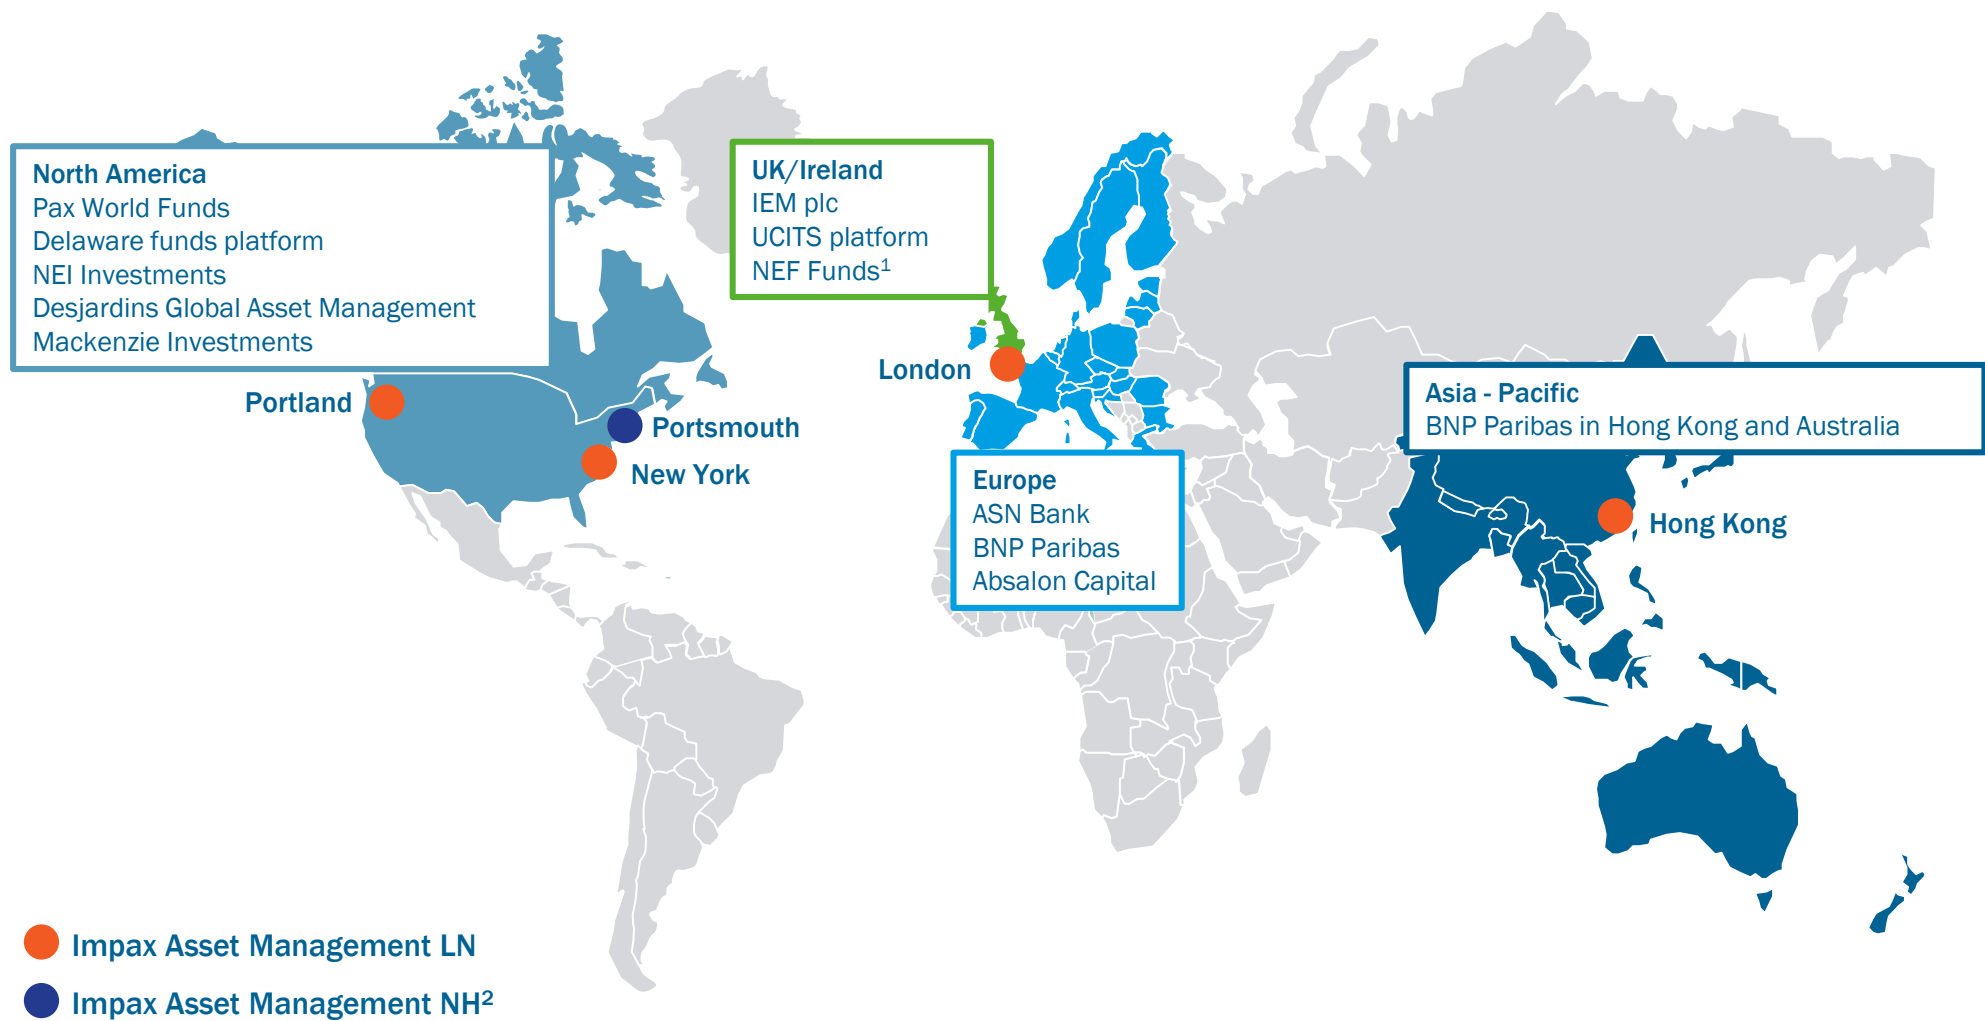 North America
Pax World Funds
Delaware funds platform
NEI Investments
Desjardins Global Asset Management
Mackenzie Investments
UK/Ireland
IEM plc
UCITS platform
NEF Funds¹
London
Portland
Portsmouth
New York
Europe
ASN Bank
BNP Paribas
Absalon Capital
Asia - Pacific
BNP Paribas in Hong Kong and Australia
Hong Kong
Impax Asset Management LN
Impax Asset Management NH²